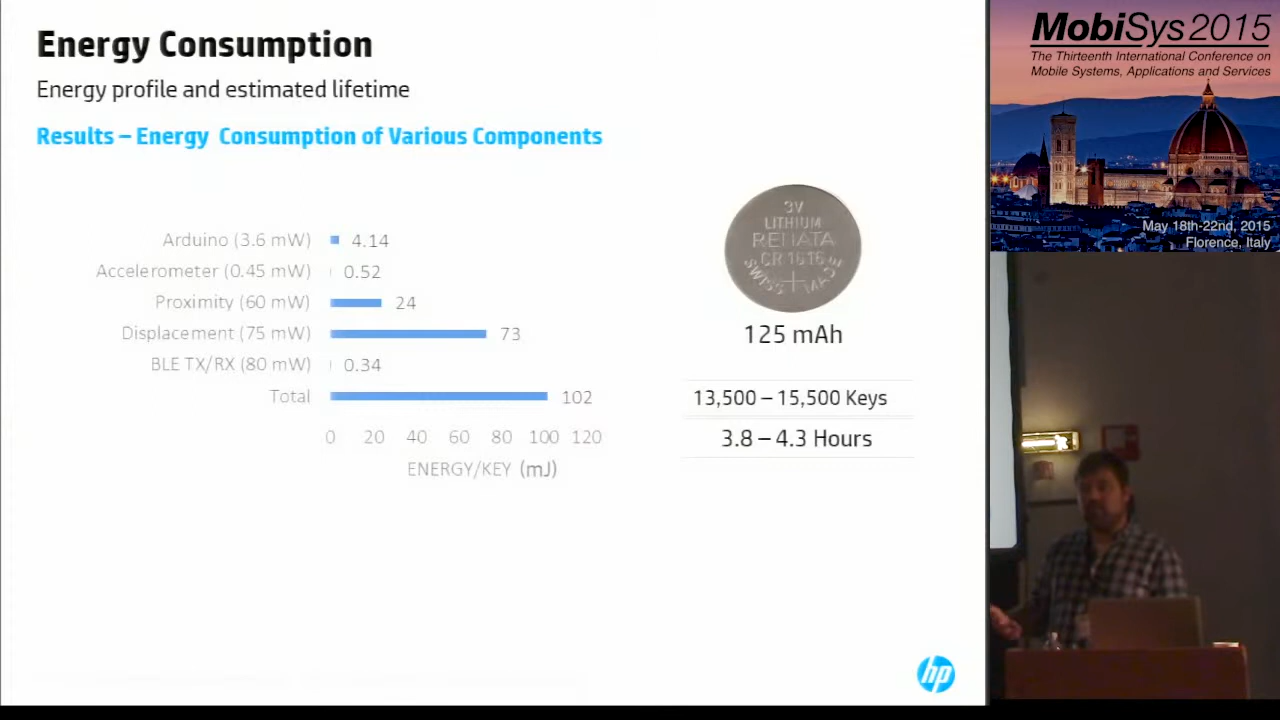 Energy Consumption
Energy profile and estimated lifetime
Results – Energy Consumption of Various Components
Arduino (3.6 mW) 4.14
Accelerometer (0.45 mW) 0.52
Proximity (60 mW) 24
Displacement (75 mW) 73
BLE TX/RX (80 mW) 0.34
Total 102
0 20 40 60 80 100 120
ENERGY/KEY (mJ)
3V
LITHIUM
RENATA
CR 1616
SWISS MADE
125 mAh
13,500 – 15,500 Keys
3.8 – 4.3 Hours
hp
MobiSys 2015
The Thirteenth International Conference on
Mobile Systems, Applications and Services
May 18th-22nd, 2015
Florence, Italy